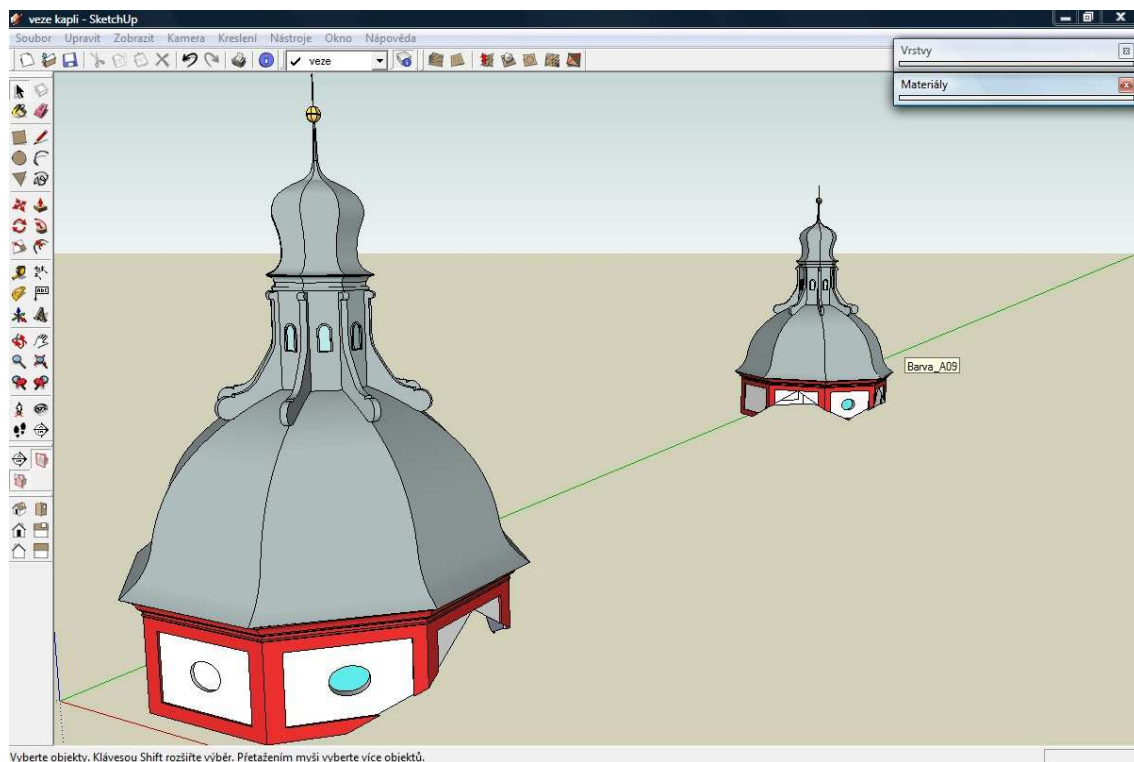 veze kapli - SketchUp
Soubor Upravit Zobrazit Kamera Kreslení Nástroje Okno Nápověda
veze
Vrstvy
Materiály
Barva_A09
Vyberte objekty. Klávesou Shift rozšiřte výběr. Přetažením myši vyberte více objektů.